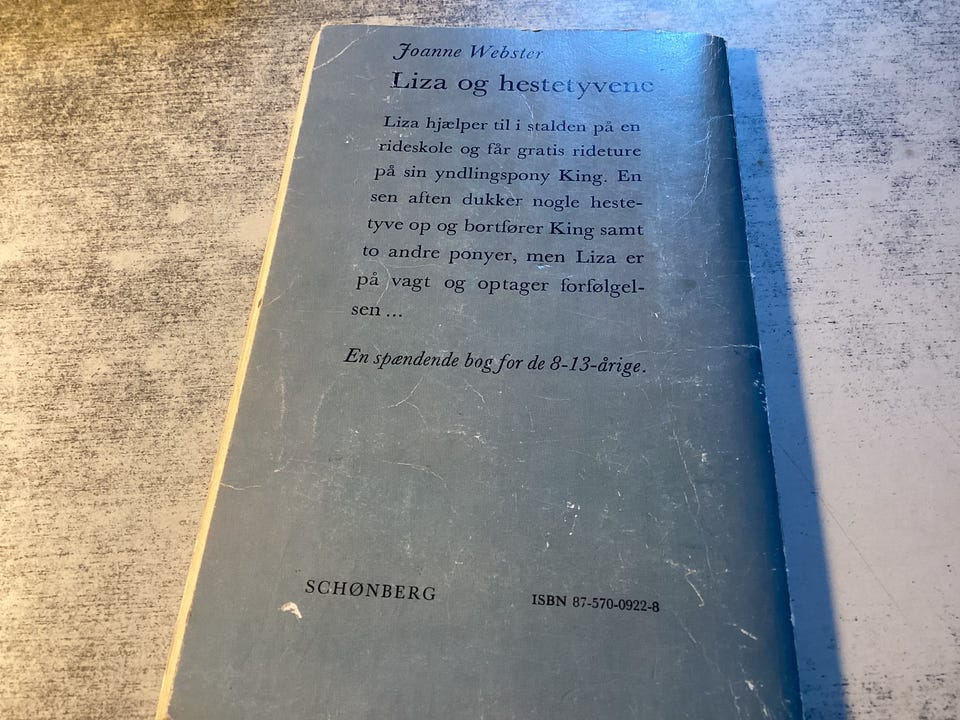 Joanne Webster
Liza og hestetyvene
Liza hjælper til i stalden på en
rideskole og får gratis rideture
på sin yndlingspony King. En
sen aften dukker nogle heste-
tyve op og bortfører King samt
to andre ponyer, men Liza er
på vagt og optager forfølgel-
sen ...
En spændende bog for de 8-13-årige.
SCHØNBERG
ISBN 87-570-0922-8